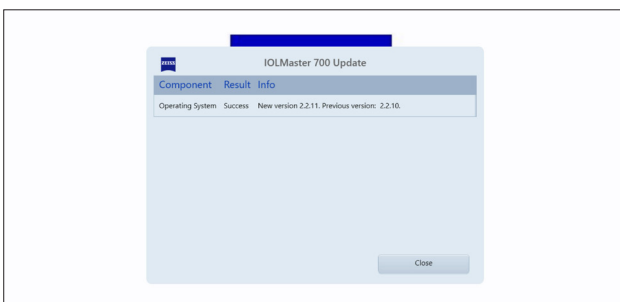 ZEISS
IOLMaster 700 Update
Component Result Info
Operating System Success New version 2.2.11. Previous version: 2.2.10.
Close